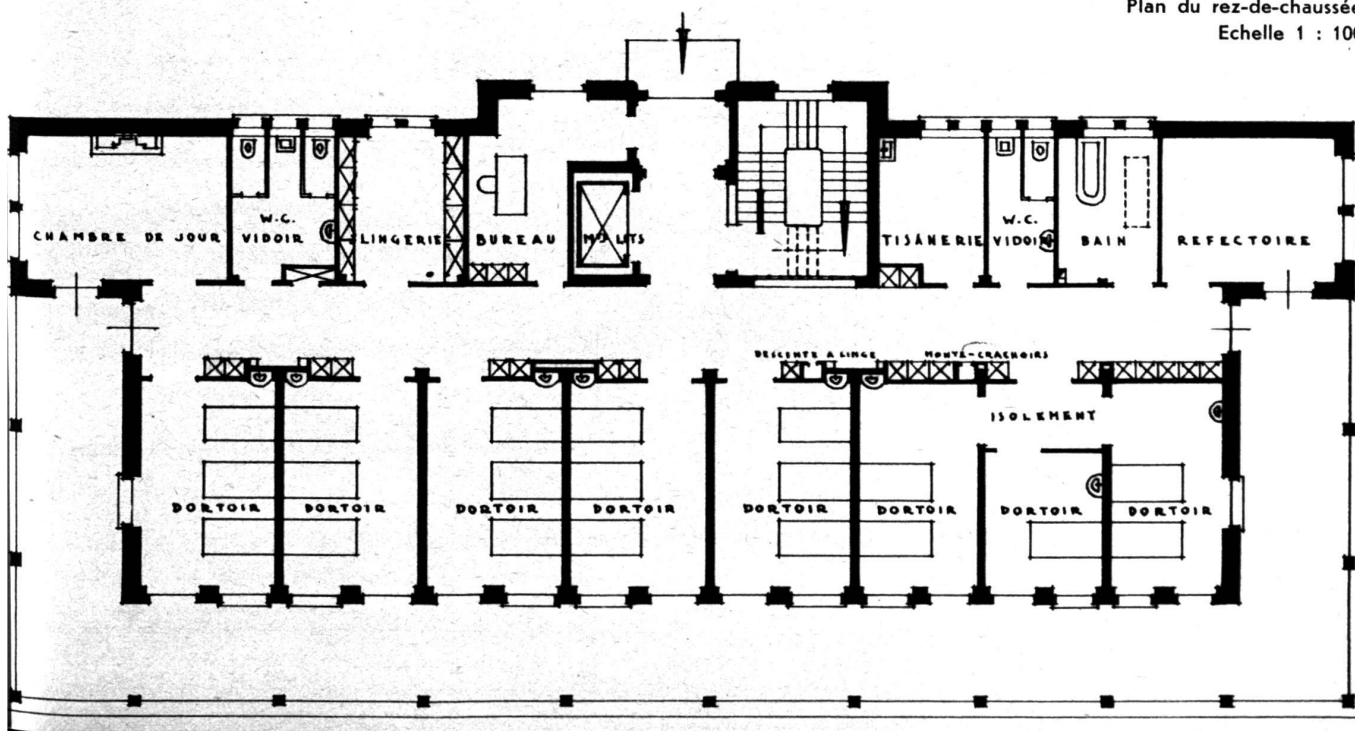 Plan du rez-de-chaussée
Echelle 1 : 100
CHAMBRE DE JOUR
W.C.
VIDOIR
LINGERIE
BUREAU
Mᵀᴱ LITS
TISANERIE
W.C.
VIDOIR
BAIN
REFECTOIRE
DESCENTE A LINGE
MONTE-CRACHOIRS
ISOLEMENT
DORTOIR
DORTOIR
DORTOIR
DORTOIR
DORTOIR
DORTOIR
DORTOIR
DORTOIR